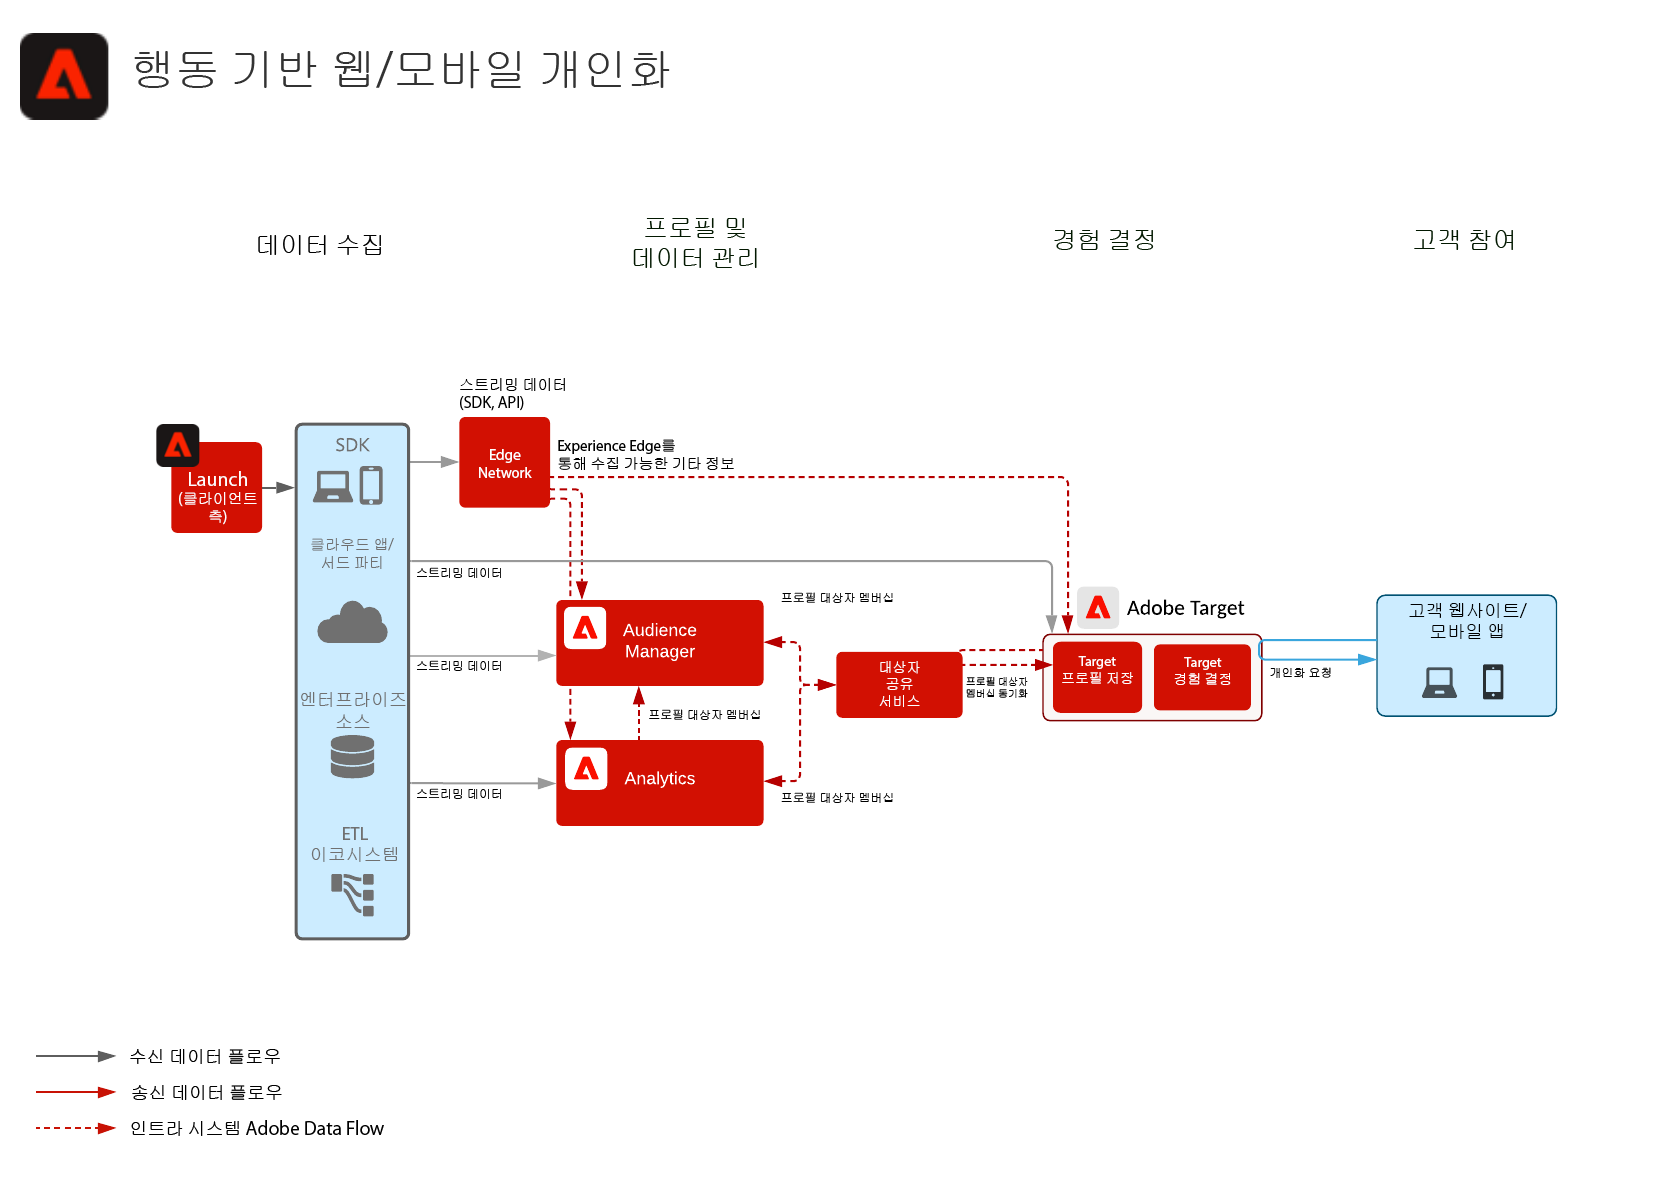 행동 기반 웹/모바일 개인화
데이터 수집
프로필 및
데이터 관리
경험 결정
고객 참여
스트리밍 데이터
(SDK, API)
Launch
(클라이언트
측)
SDK
클라우드 앱/
서드 파티
엔터프라이즈
소스
ETL
이코시스템
Edge
Network
Experience Edge를
통해 수집 가능한 기타 정보
스트리밍 데이터
스트리밍 데이터
스트리밍 데이터
Audience
Manager
프로필 대상자 멤버십
Analytics
프로필 대상자 멤버십
프로필 대상자 멤버십
대상자
공유
서비스
프로필 대상자
멤버십 동기화
Adobe Target
Target
프로필 저장
Target
경험 결정
개인화 요청
고객 웹사이트/
모바일 앱
수신 데이터 플로우
송신 데이터 플로우
인트라 시스템 Adobe Data Flow